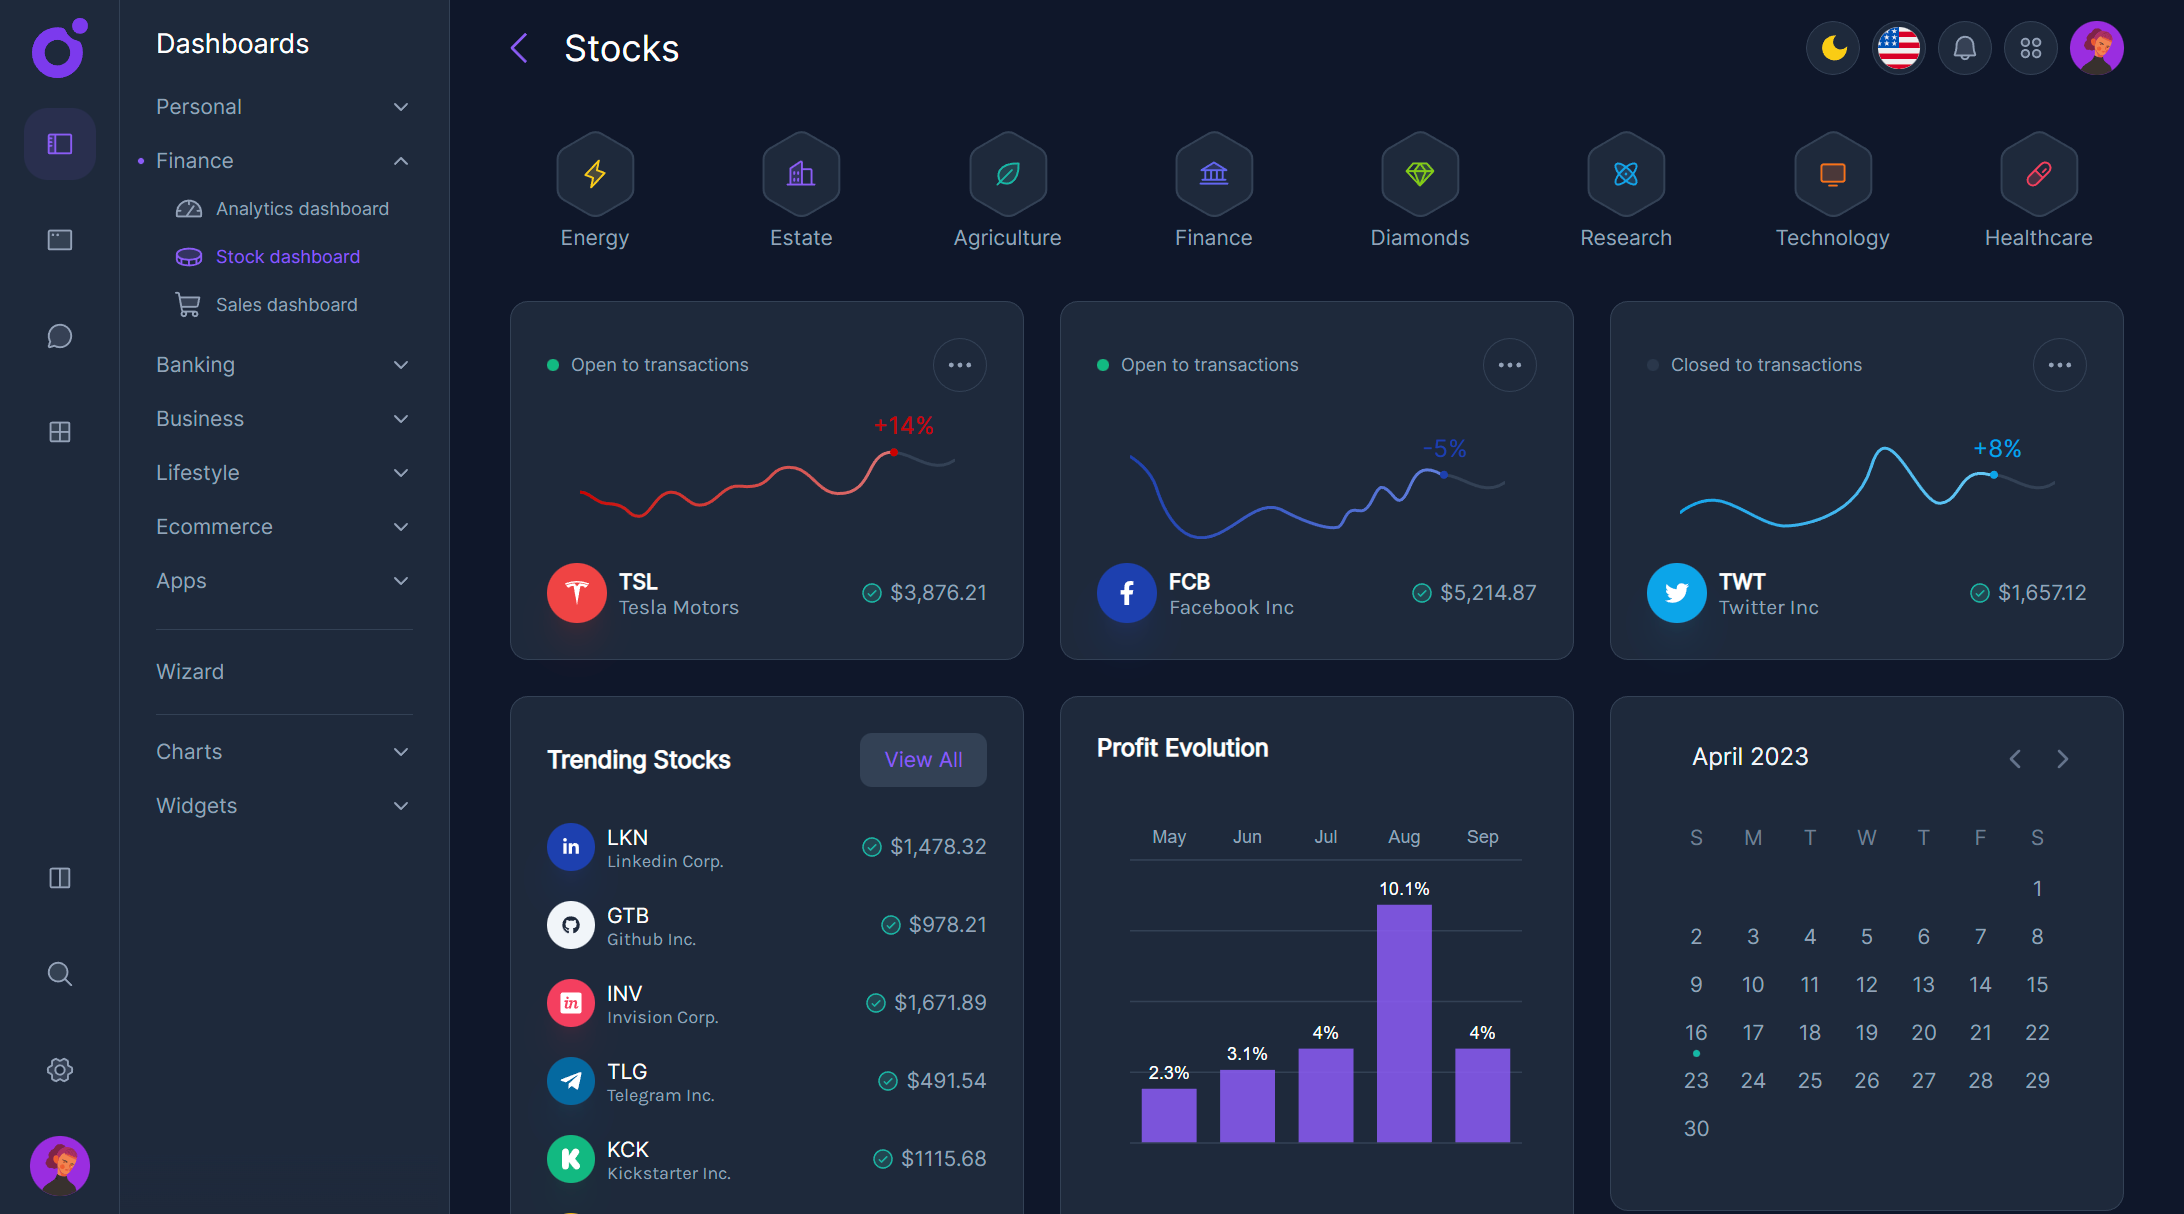 Dashboards
Personal
Finance
Analytics dashboard
Stock dashboard
Sales dashboard
Banking
Business
Lifestyle
Ecommerce
Apps
Wizard
Charts
Widgets
Stocks
Energy
Estate
Agriculture
Finance
Diamonds
Research
Technology
Healthcare
Open to transactions
+14%
TSL
Tesla Motors
$3,876.21
Open to transactions
-5%
FCB
Facebook Inc
$5,214.87
Closed to transactions
+8%
TWT
Twitter Inc
$1,657.12
Trending Stocks
View All
in
LKN
Linkedin Corp.
$1,478.32
GTB
Github Inc.
$978.21
in
INV
Invision Corp.
$1,671.89
TLG
Telegram Inc.
$491.54
KCK
Kickstarter Inc.
$1115.68
Profit Evolution
May Jun Jul Aug Sep
10.1%
4% 4%
3.1%
2.3%
April 2023
S M T W T F S
1
2 3 4 5 6 7 8
9 10 11 12 13 14 15
16 17 18 19 20 21 22
23 24 25 26 27 28 29
30